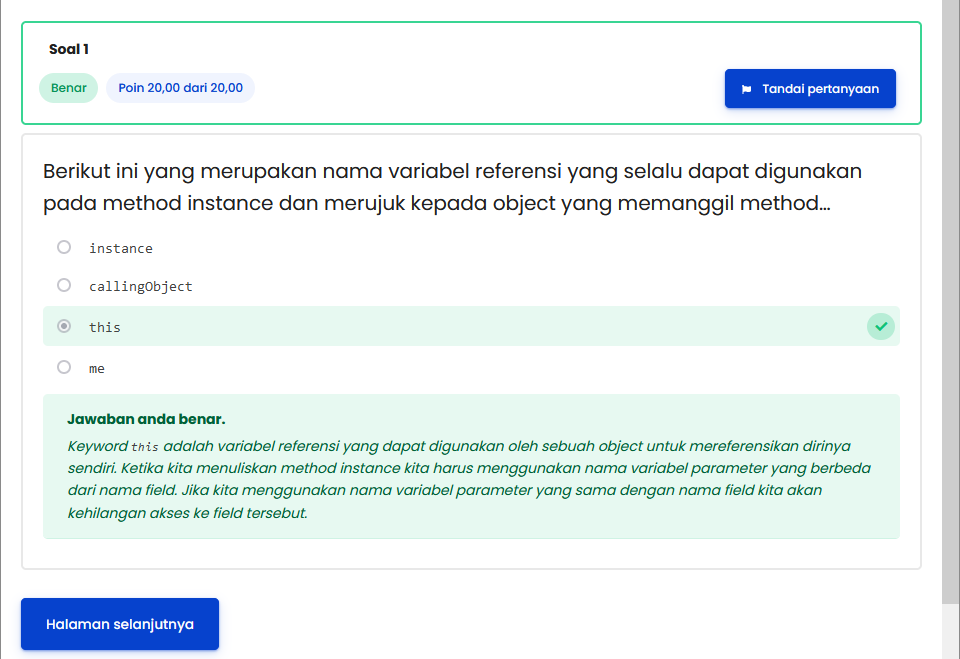 Soal 1
Benar
Poin 20,00 dari 20,00
Tandai pertanyaan
Berikut ini yang merupakan nama variabel referensi yang selalu dapat digunakan
pada method instance dan merujuk kepada object yang memanggil method...
instance
callingObject
this
me
Jawaban anda benar.
Keyword this adalah variabel referensi yang dapat digunakan oleh sebuah object untuk mereferensikan dirinya
sendiri. Ketika kita menuliskan method instance kita harus menggunakan nama variabel parameter yang berbeda
dari nama field. Jika kita menggunakan nama variabel parameter yang sama dengan nama field kita akan
kehilangan akses ke field tersebut.
Halaman selanjutnya